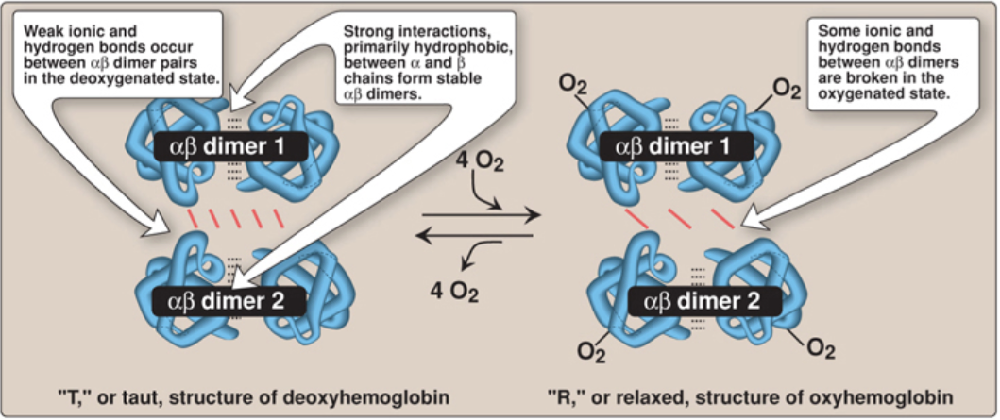 Weak ionic and
hydrogen bonds occur
between αβ dimer pairs
in the deoxygenated state.
Strong interactions,
primarily hydrophobic,
between α and β
chains form stable
αβ dimers.
Some ionic and
hydrogen bonds
between αβ dimers
are broken in the
oxygenated state.
αβ dimer 1
αβ dimer 2
4 O2
4 O2
O2
O2
αβ dimer 1
αβ dimer 2
O2
O2
"T," or taut, structure of deoxyhemoglobin
"R," or relaxed, structure of oxyhemoglobin